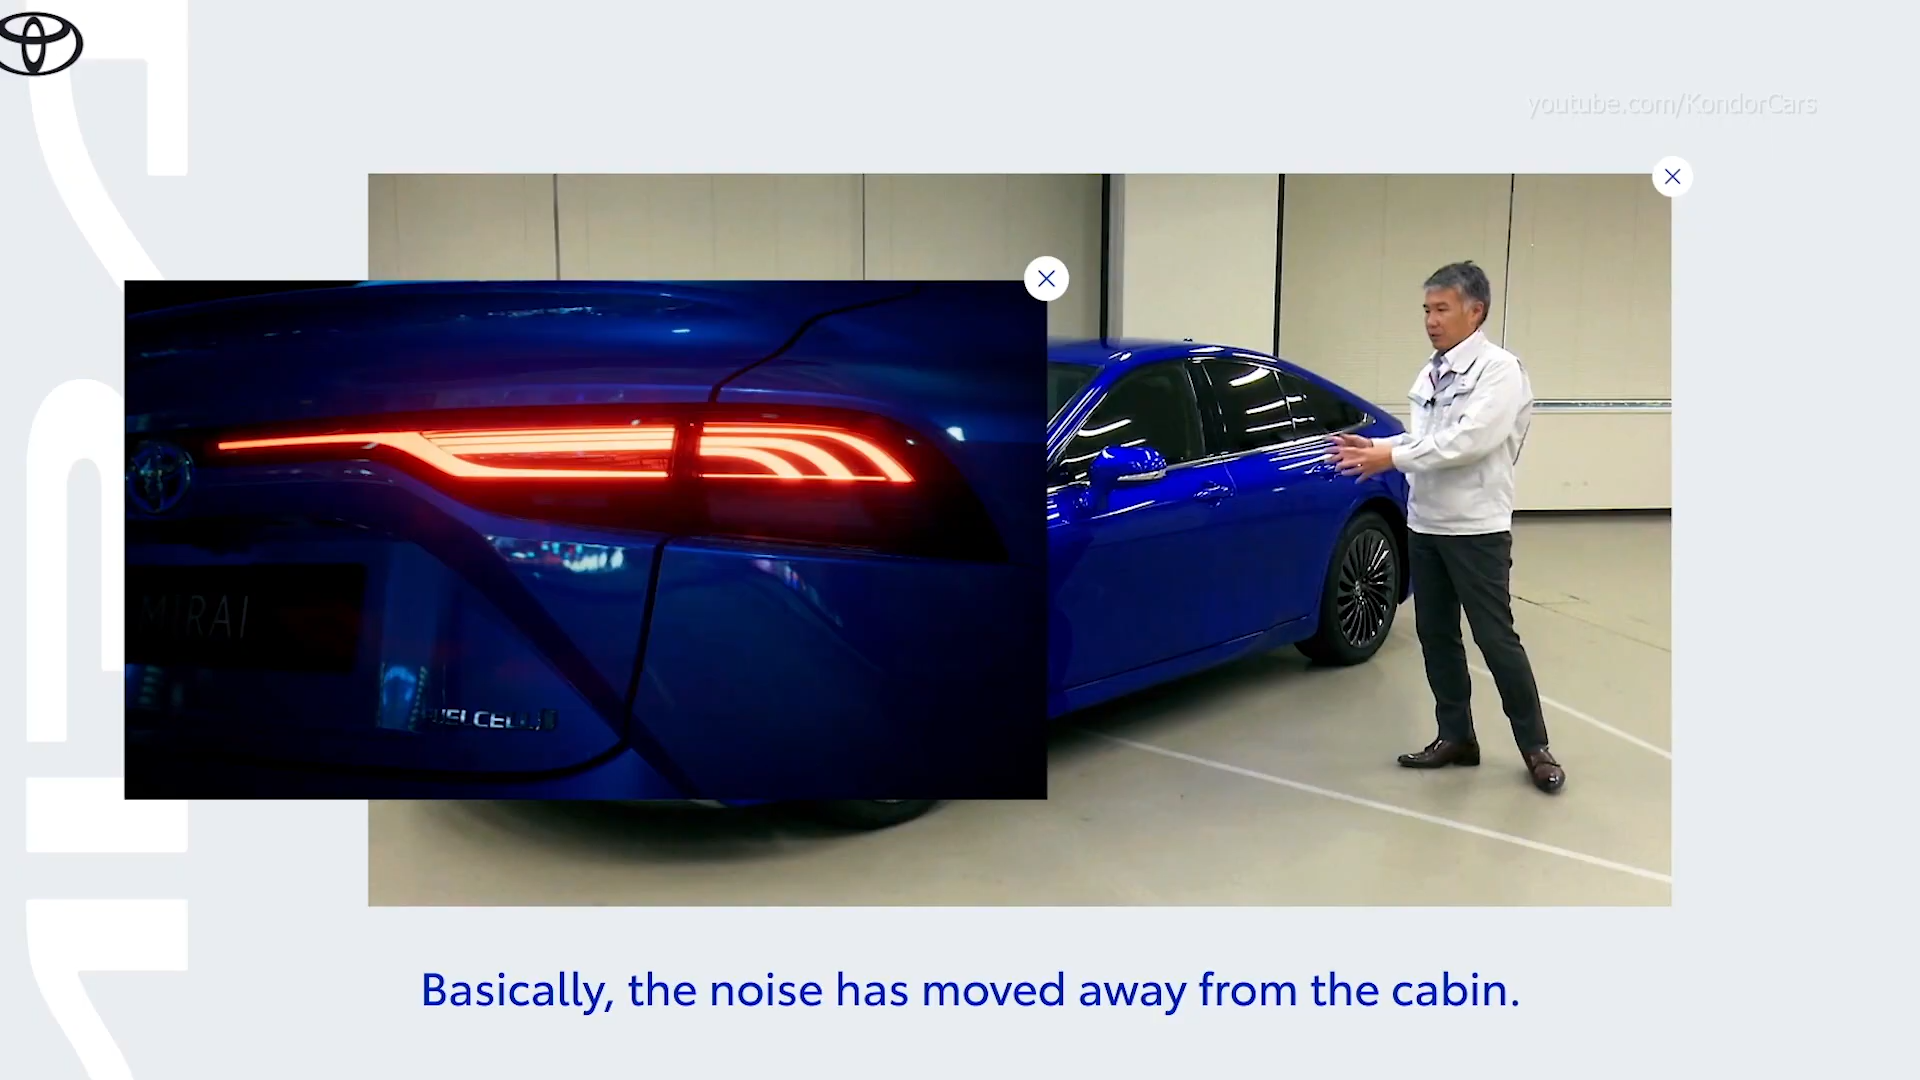 youtube.com/KondorCars
MIRAI
Basically, the noise has moved away from the cabin.